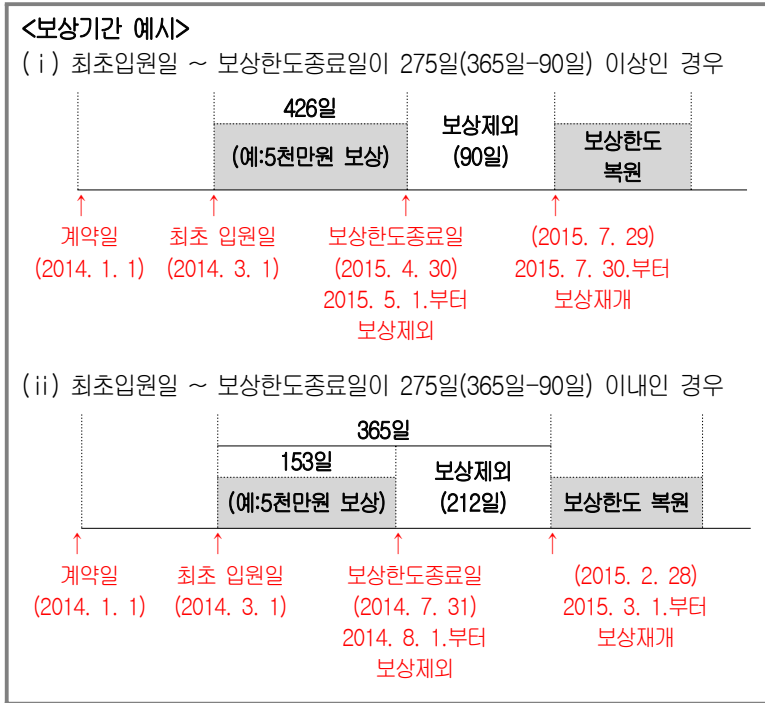 <보상기간 예시>
(ⅰ) 최초입원일 ~ 보상한도종료일이 275일(365일-90일) 이상인 경우
426일
(예:5천만원 보상)
보상제외
(90일)
보상한도
복원
↑ ↑ ↑ ↑
계약일 최초 입원일 보상한도종료일 (2015. 7. 29)
(2014. 1. 1) (2014. 3. 1) (2015. 4. 30) 2015. 7. 30.부터
2015. 5. 1.부터 보상재개
보상제외
(ⅱ) 최초입원일 ~ 보상한도종료일이 275일(365일-90일) 이내인 경우
365일
153일
(예:5천만원 보상)
보상제외
(212일)
보상한도 복원
↑ ↑ ↑ ↑
계약일 최초 입원일 보상한도종료일 (2015. 2. 28)
(2014. 1. 1) (2014. 3. 1) (2014. 7. 31) 2015. 3. 1.부터
2014. 8. 1.부터 보상재개
보상제외